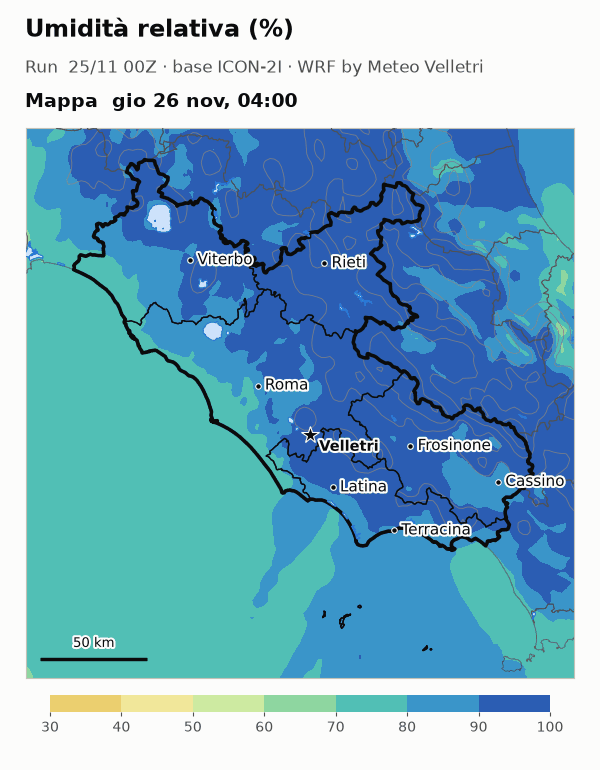 Umidità relativa (%)
Run 25/11 00Z · base ICON-2I · WRF by Meteo Velletri
Mappa gio 26 nov, 04:00
Viterbo
Rieti
Roma
Velletri
Frosinone
Cassino
Latina
Terracina
50 km
30 40 50 60 70 80 90 100